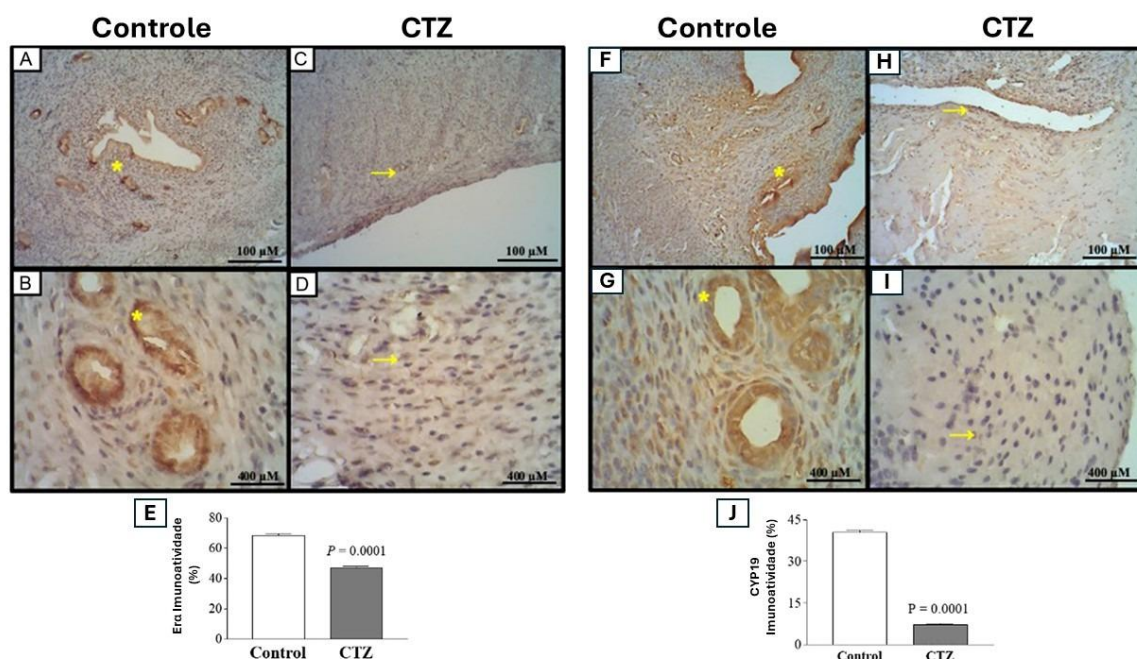 Controle
CTZ
Controle
CTZ
A
C
F
H
100 µM
100 µM
100 µM
100 µM
B
D
G
I
400 µM
400 µM
400 µM
400 µM
E
Erα Imunoatividade
(%)
80
60
40
20
0
P = 0.0001
Control
CTZ
J
CYP19
Imunoatividade (%)
45
30
15
0
P = 0.0001
Control
CTZ